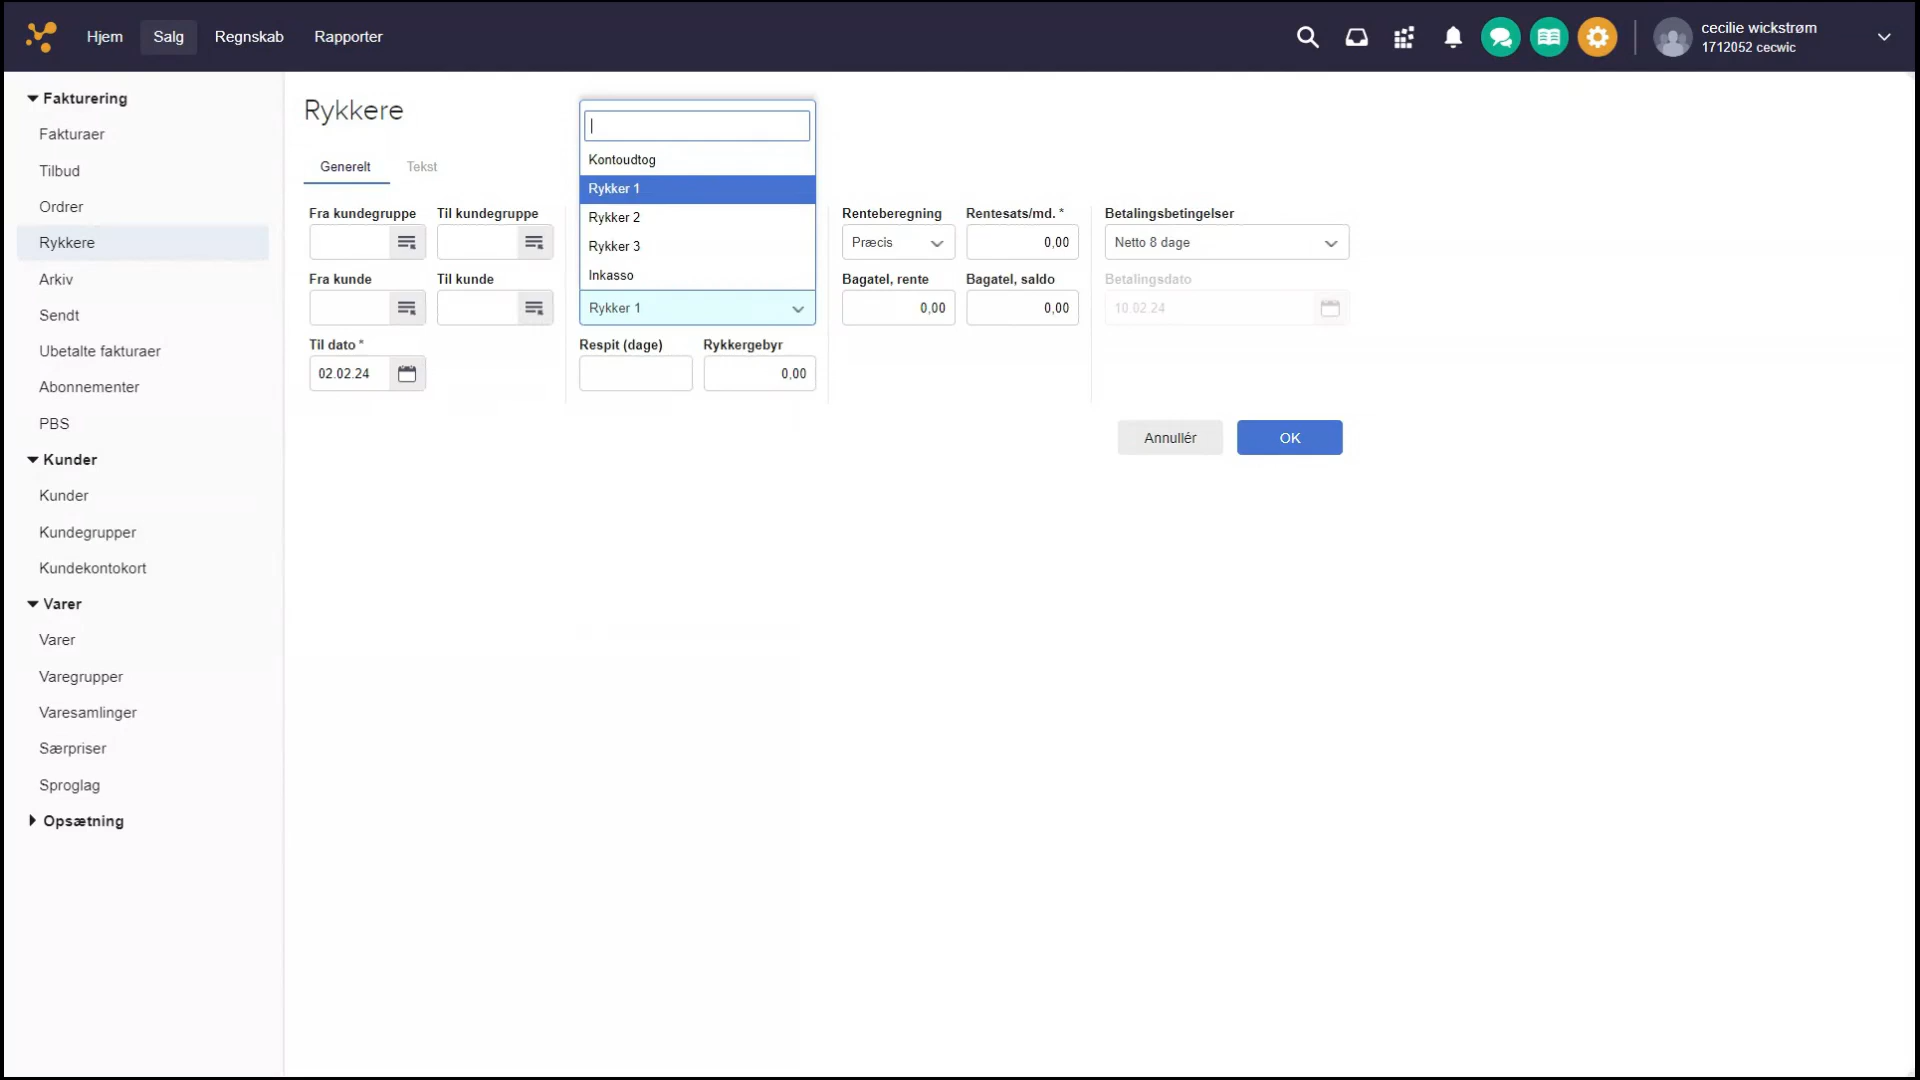 Hjem
Salg
Regnskab
Rapporter
cecilie wickstrøm
1712052 cecwic
Fakturering
Fakturaer
Tilbud
Ordrer
Rykkere
Arkiv
Sendt
Ubetalte fakturaer
Abonnementer
PBS
Kunder
Kunder
Kundegrupper
Kundekontokort
Varer
Varer
Varegrupper
Varesamlinger
Særpriser
Sproglag
Opsætning
Rykkere
Generelt
Tekst
Fra kundegruppe
Til kundegruppe
Fra kunde
Til kunde
Til dato *
02.02.24
Kontoudtog
Rykker 1
Rykker 2
Rykker 3
Inkasso
Rykker 1
Respit (dage)
Rykkergebyr
0,00
Renteberegning
Rentesats/md. *
Præcis
0,00
Bagatel, rente
Bagatel, saldo
0,00
0,00
Betalingsbetingelser
Netto 8 dage
Betalingsdato
10.02.24
Annullér
OK